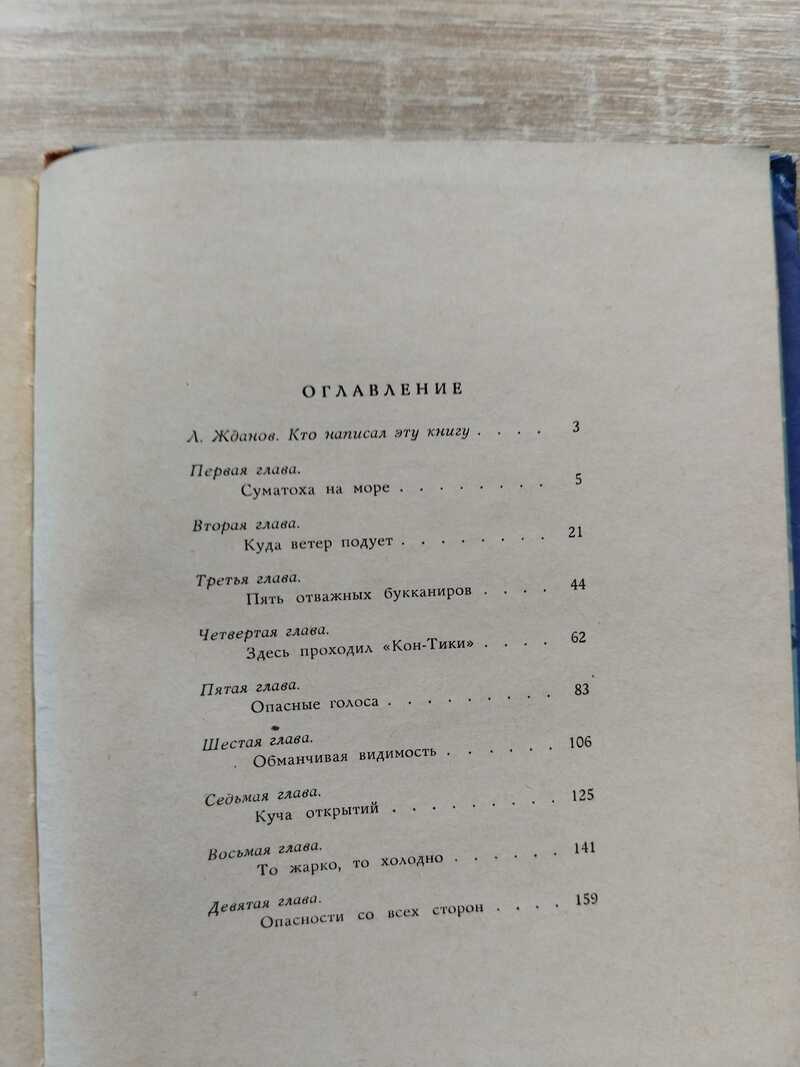 ОГЛАВЛЕНИЕ
Л. Жданов. Кто написал эту книгу . . . . 3
Первая глава.
Суматоха на море . . . . . . . . 5
Вторая глава.
Куда ветер подует . . . . . . . . 21
Третья глава.
Пять отважных букканиров . . . . 44
Четвертая глава.
Здесь проходил «Кон-Тики» . . . . 62
Пятая глава.
Опасные голоса . . . . . . . . . 83
Шестая глава.
Обманчивая видимость . . . . . . 106
Седьмая глава.
Куча открытий . . . . . . . . . 125
Восьмая глава.
То жарко, то холодно . . . . . . 141
Девятая глава.
Опасности со всех сторон . . . . 159